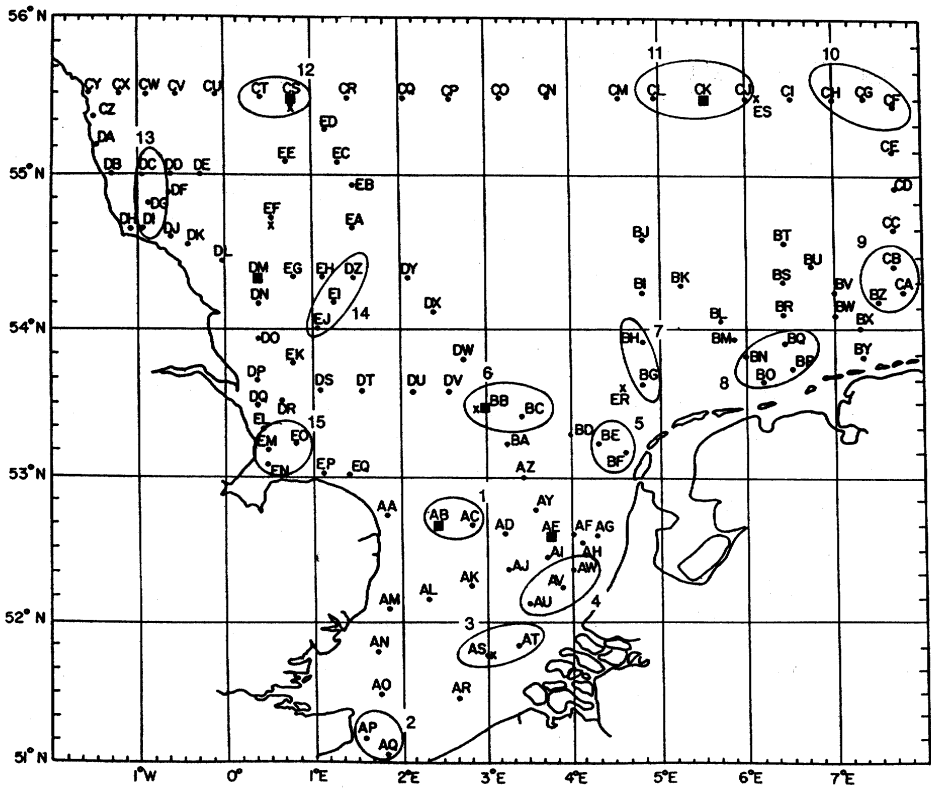 56°N
11
10
12
CY CX CW CV CU CT CS CR CQ CP CO CN CM CL CK CJ CI CH CG CF
ES
CZ
ED
DA
13
EE EC
CE
DB DC DD DE
55°N
EB
DF
CD
DG
EF
DH DI
EA
CC
DJ
DK
BJ
BT
9
DL
DM EG EH DZ DY
BU
CB
BI
BK
BS
BV
BZ
CA
DN
EI
DX
BW
14
BR
BL
BX
EJ
54°N
7
DO
BH
BM
BQ
DW
BN
EK
BY
6
BP
DP
DS DT DU DV
BG
8
BO
BB
ER
DQ
DR
BC
EL
15
5
BD
EM
EO
BA
BE
BF
EN
EP EQ
AZ
53°N
1
AY
AA
AB AC
AD
AE
AF AG
AI
AH
AJ
AW
AK
AV
AL
AM
AU
4
52°N
3
AN
AS
AT
AO
AR
2
AP
AQ
51°N
1°W 0° 1°E 2°E 3°E 4°E 5°E 6°E 7°E